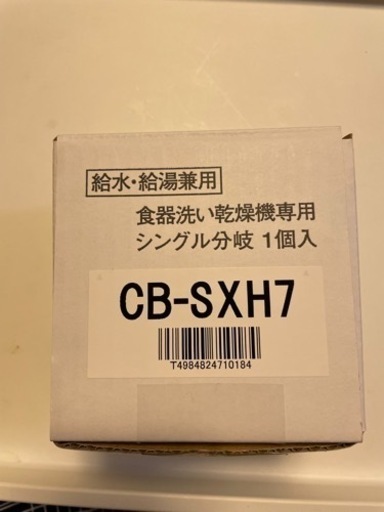 給水・給湯兼用
食器洗い乾燥機専用
シングル分岐 1個入
CB-SXH7
T4984824710184